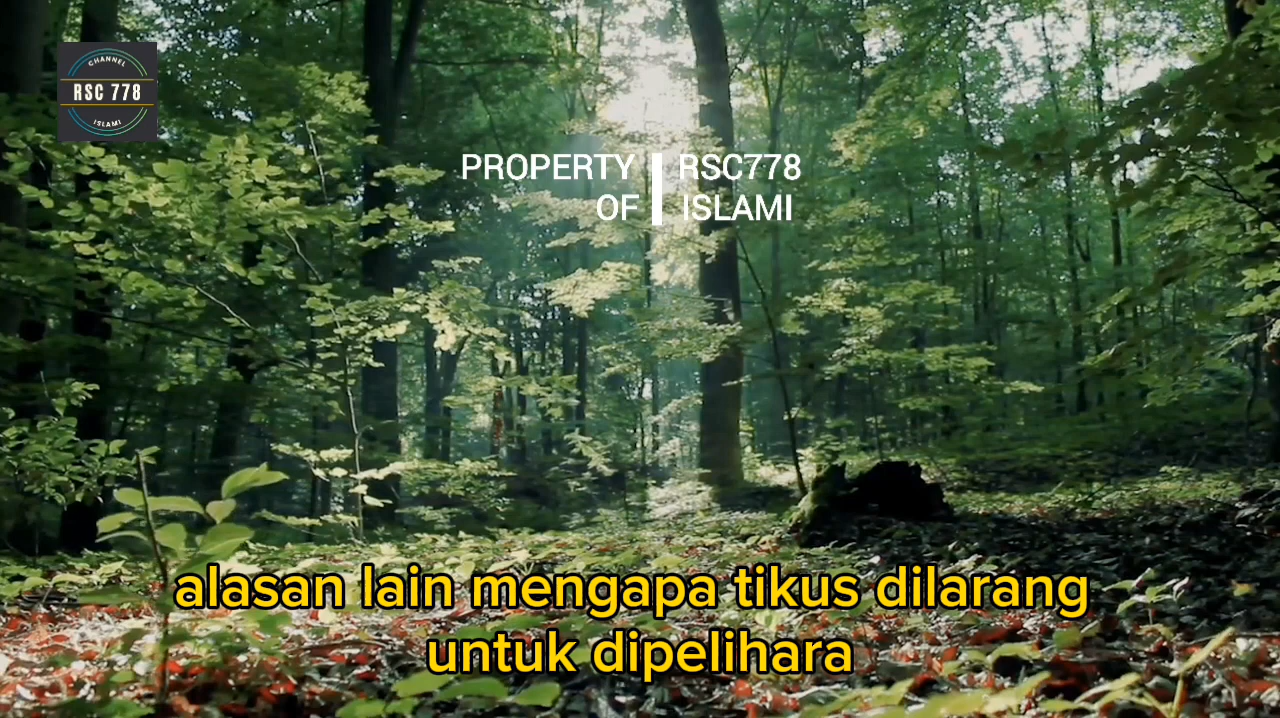 CHANNEL
RSC 778
ISLAMI
PROPERTY OF
RSC778 ISLAMI
alasan lain mengapa tikus dilarang
untuk dipelihara